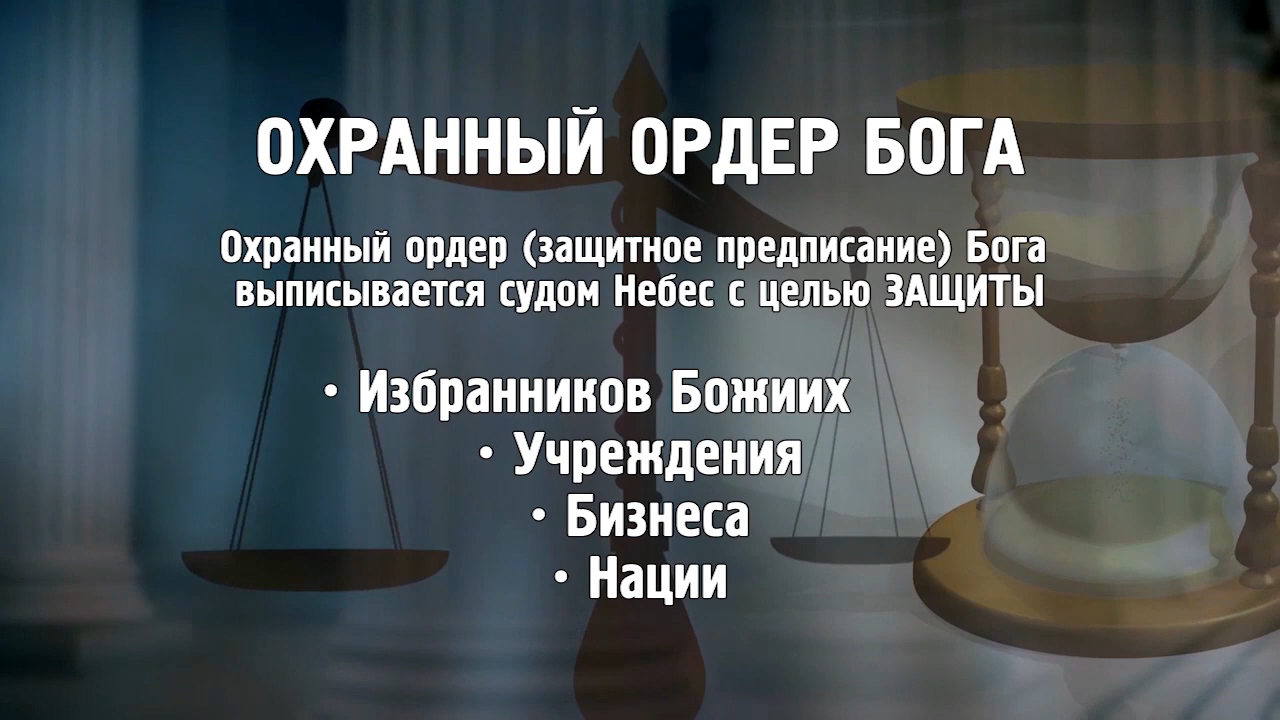 ОХРАННЫЙ ОРДЕР БОГА
Охранный ордер (защитное предписание) Бога
выписывается судом Небес с целью ЗАЩИТЫ
• Избранников Божиих
• Учреждения
• Бизнеса
• Нации